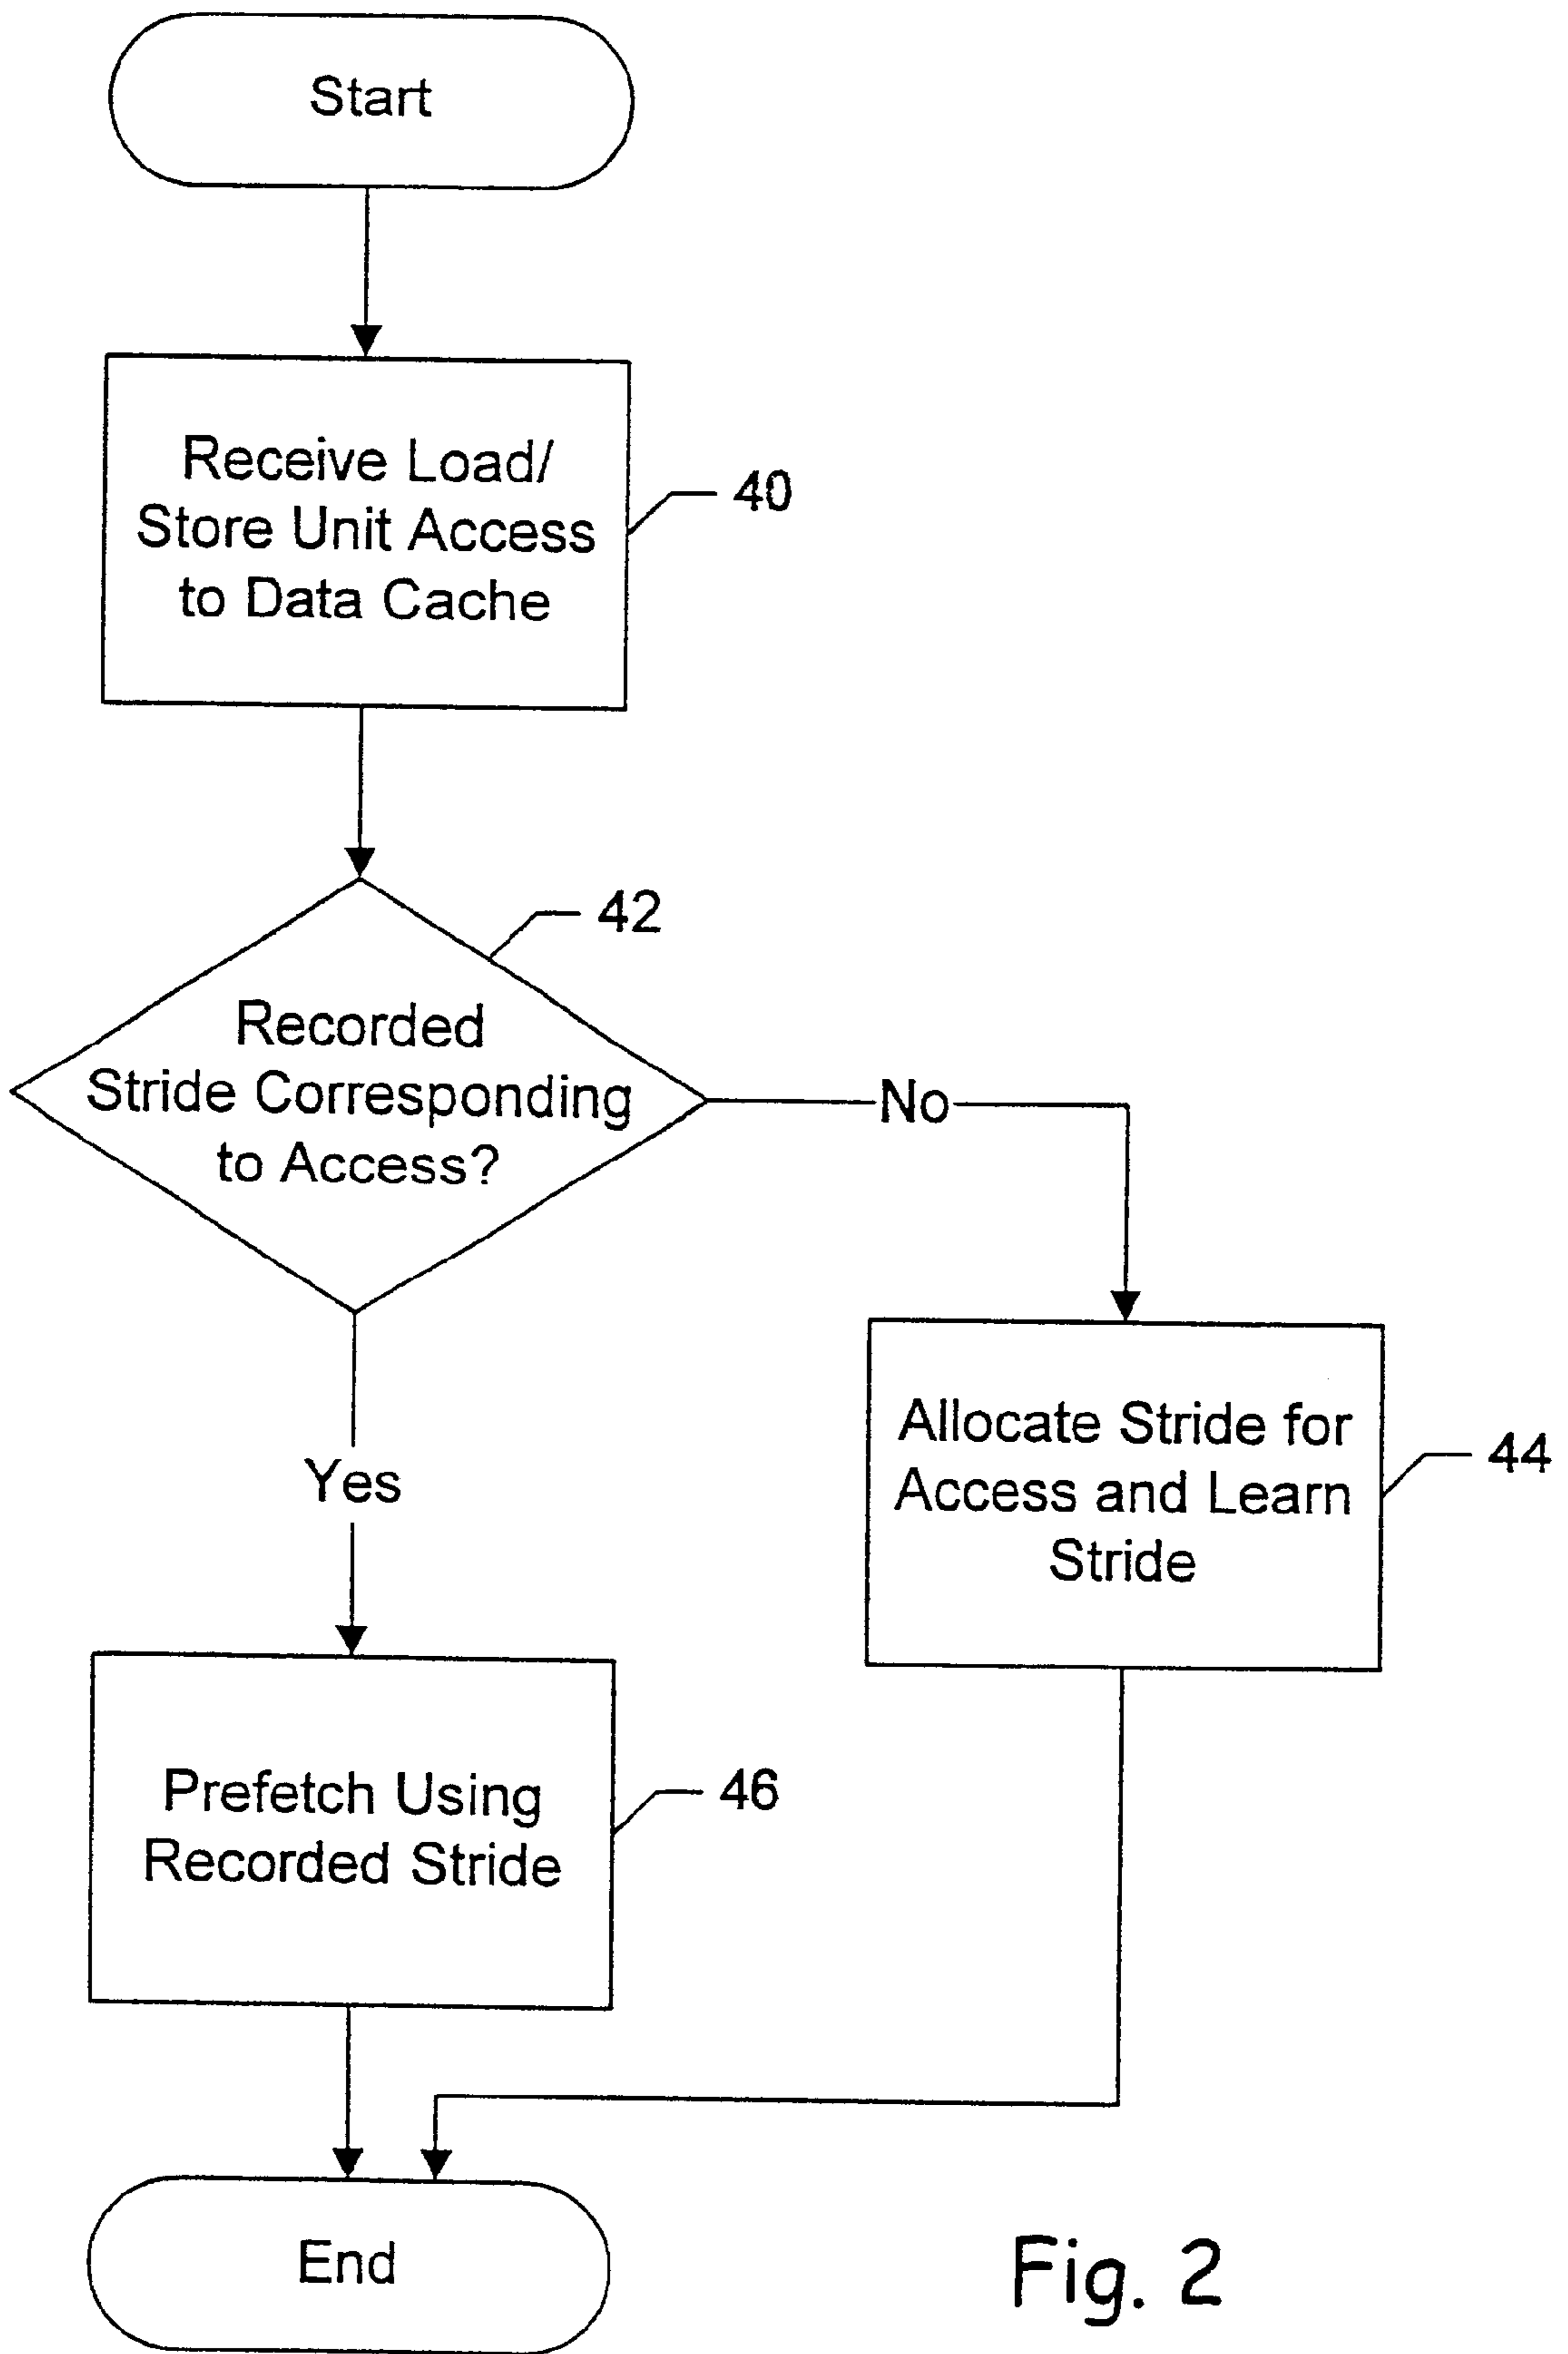 Start
Receive Load/
Store Unit Access
to Data Cache
40
42
Recorded
Stride Corresponding
to Access?
No
Yes
Allocate Stride for
Access and Learn
Stride
44
Prefetch Using
Recorded Stride
46
End
Fig. 2